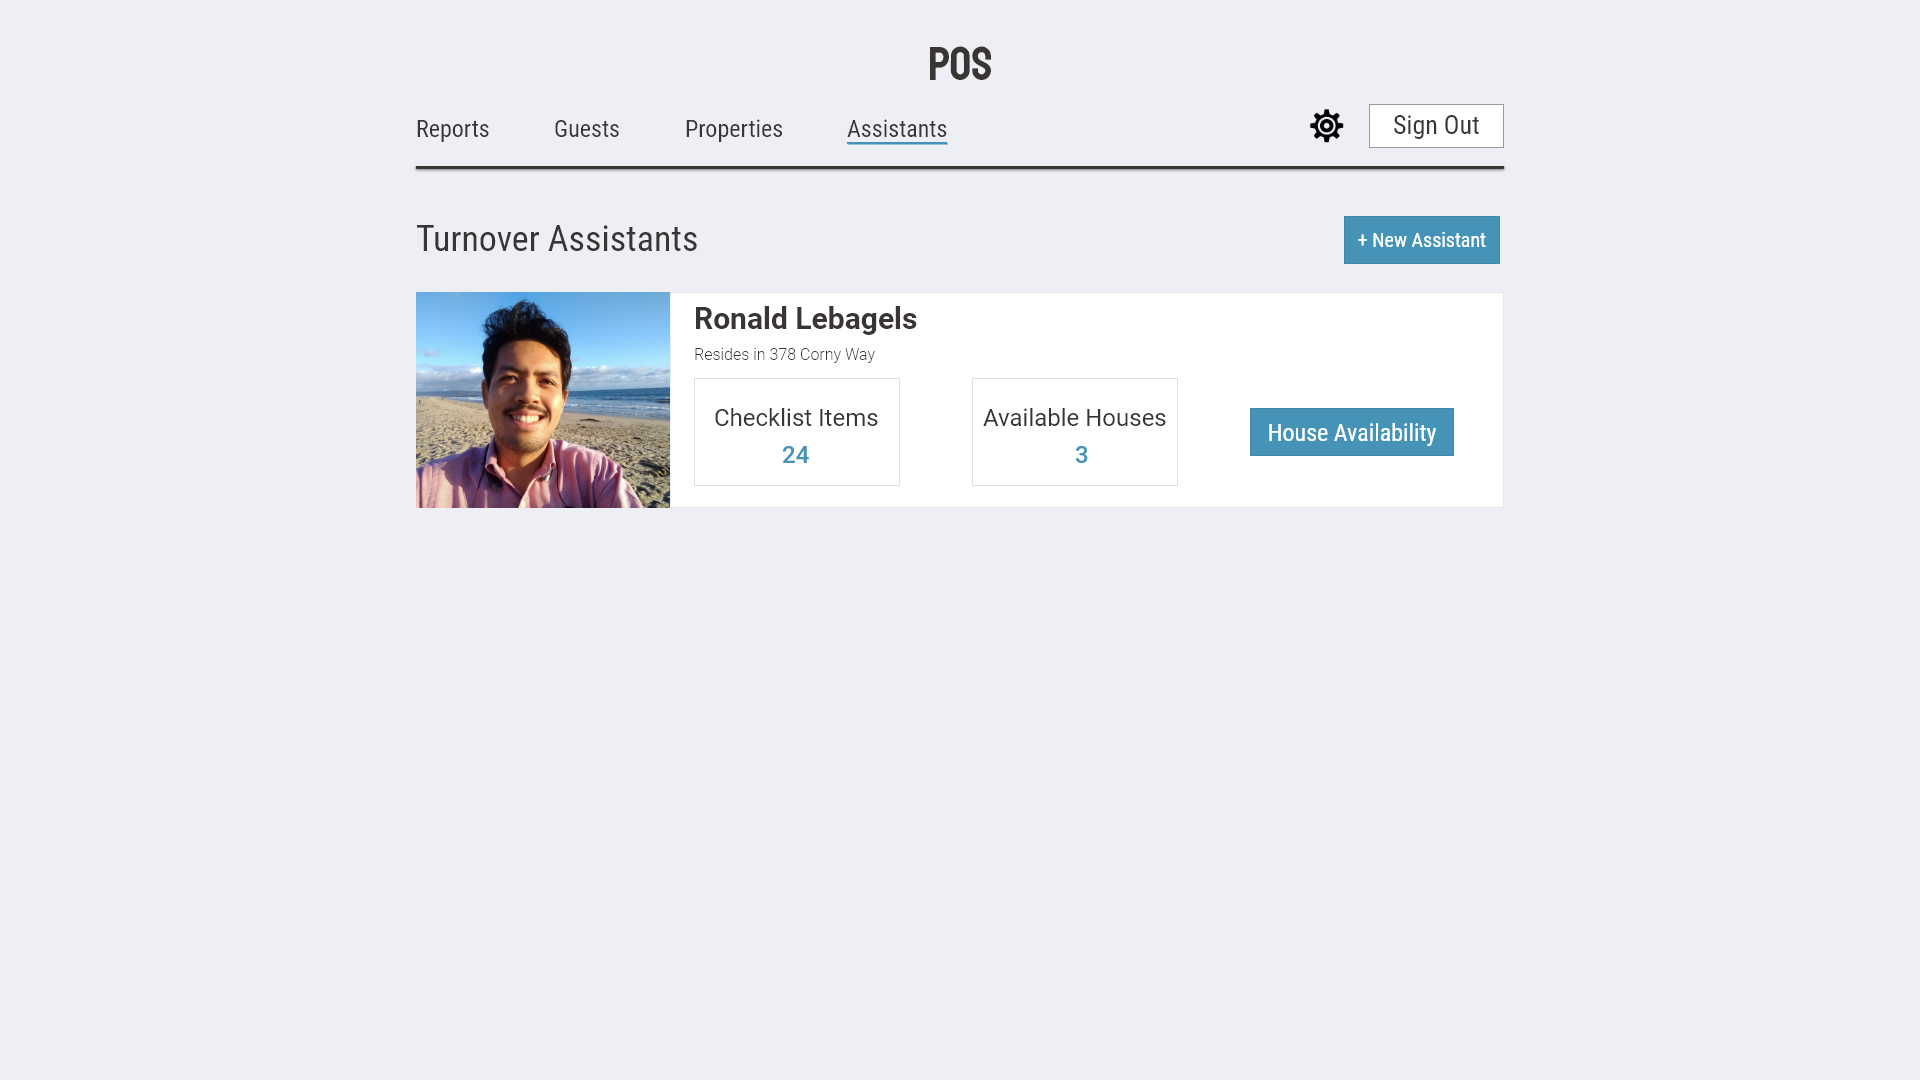 POS
Reports
Guests
Properties
Assistants
Sign Out
Turnover Assistants
+ New Assistant
Ronald Lebagels
Resides in 378 Corny Way
Checklist Items
24
Available Houses
3
House Availability